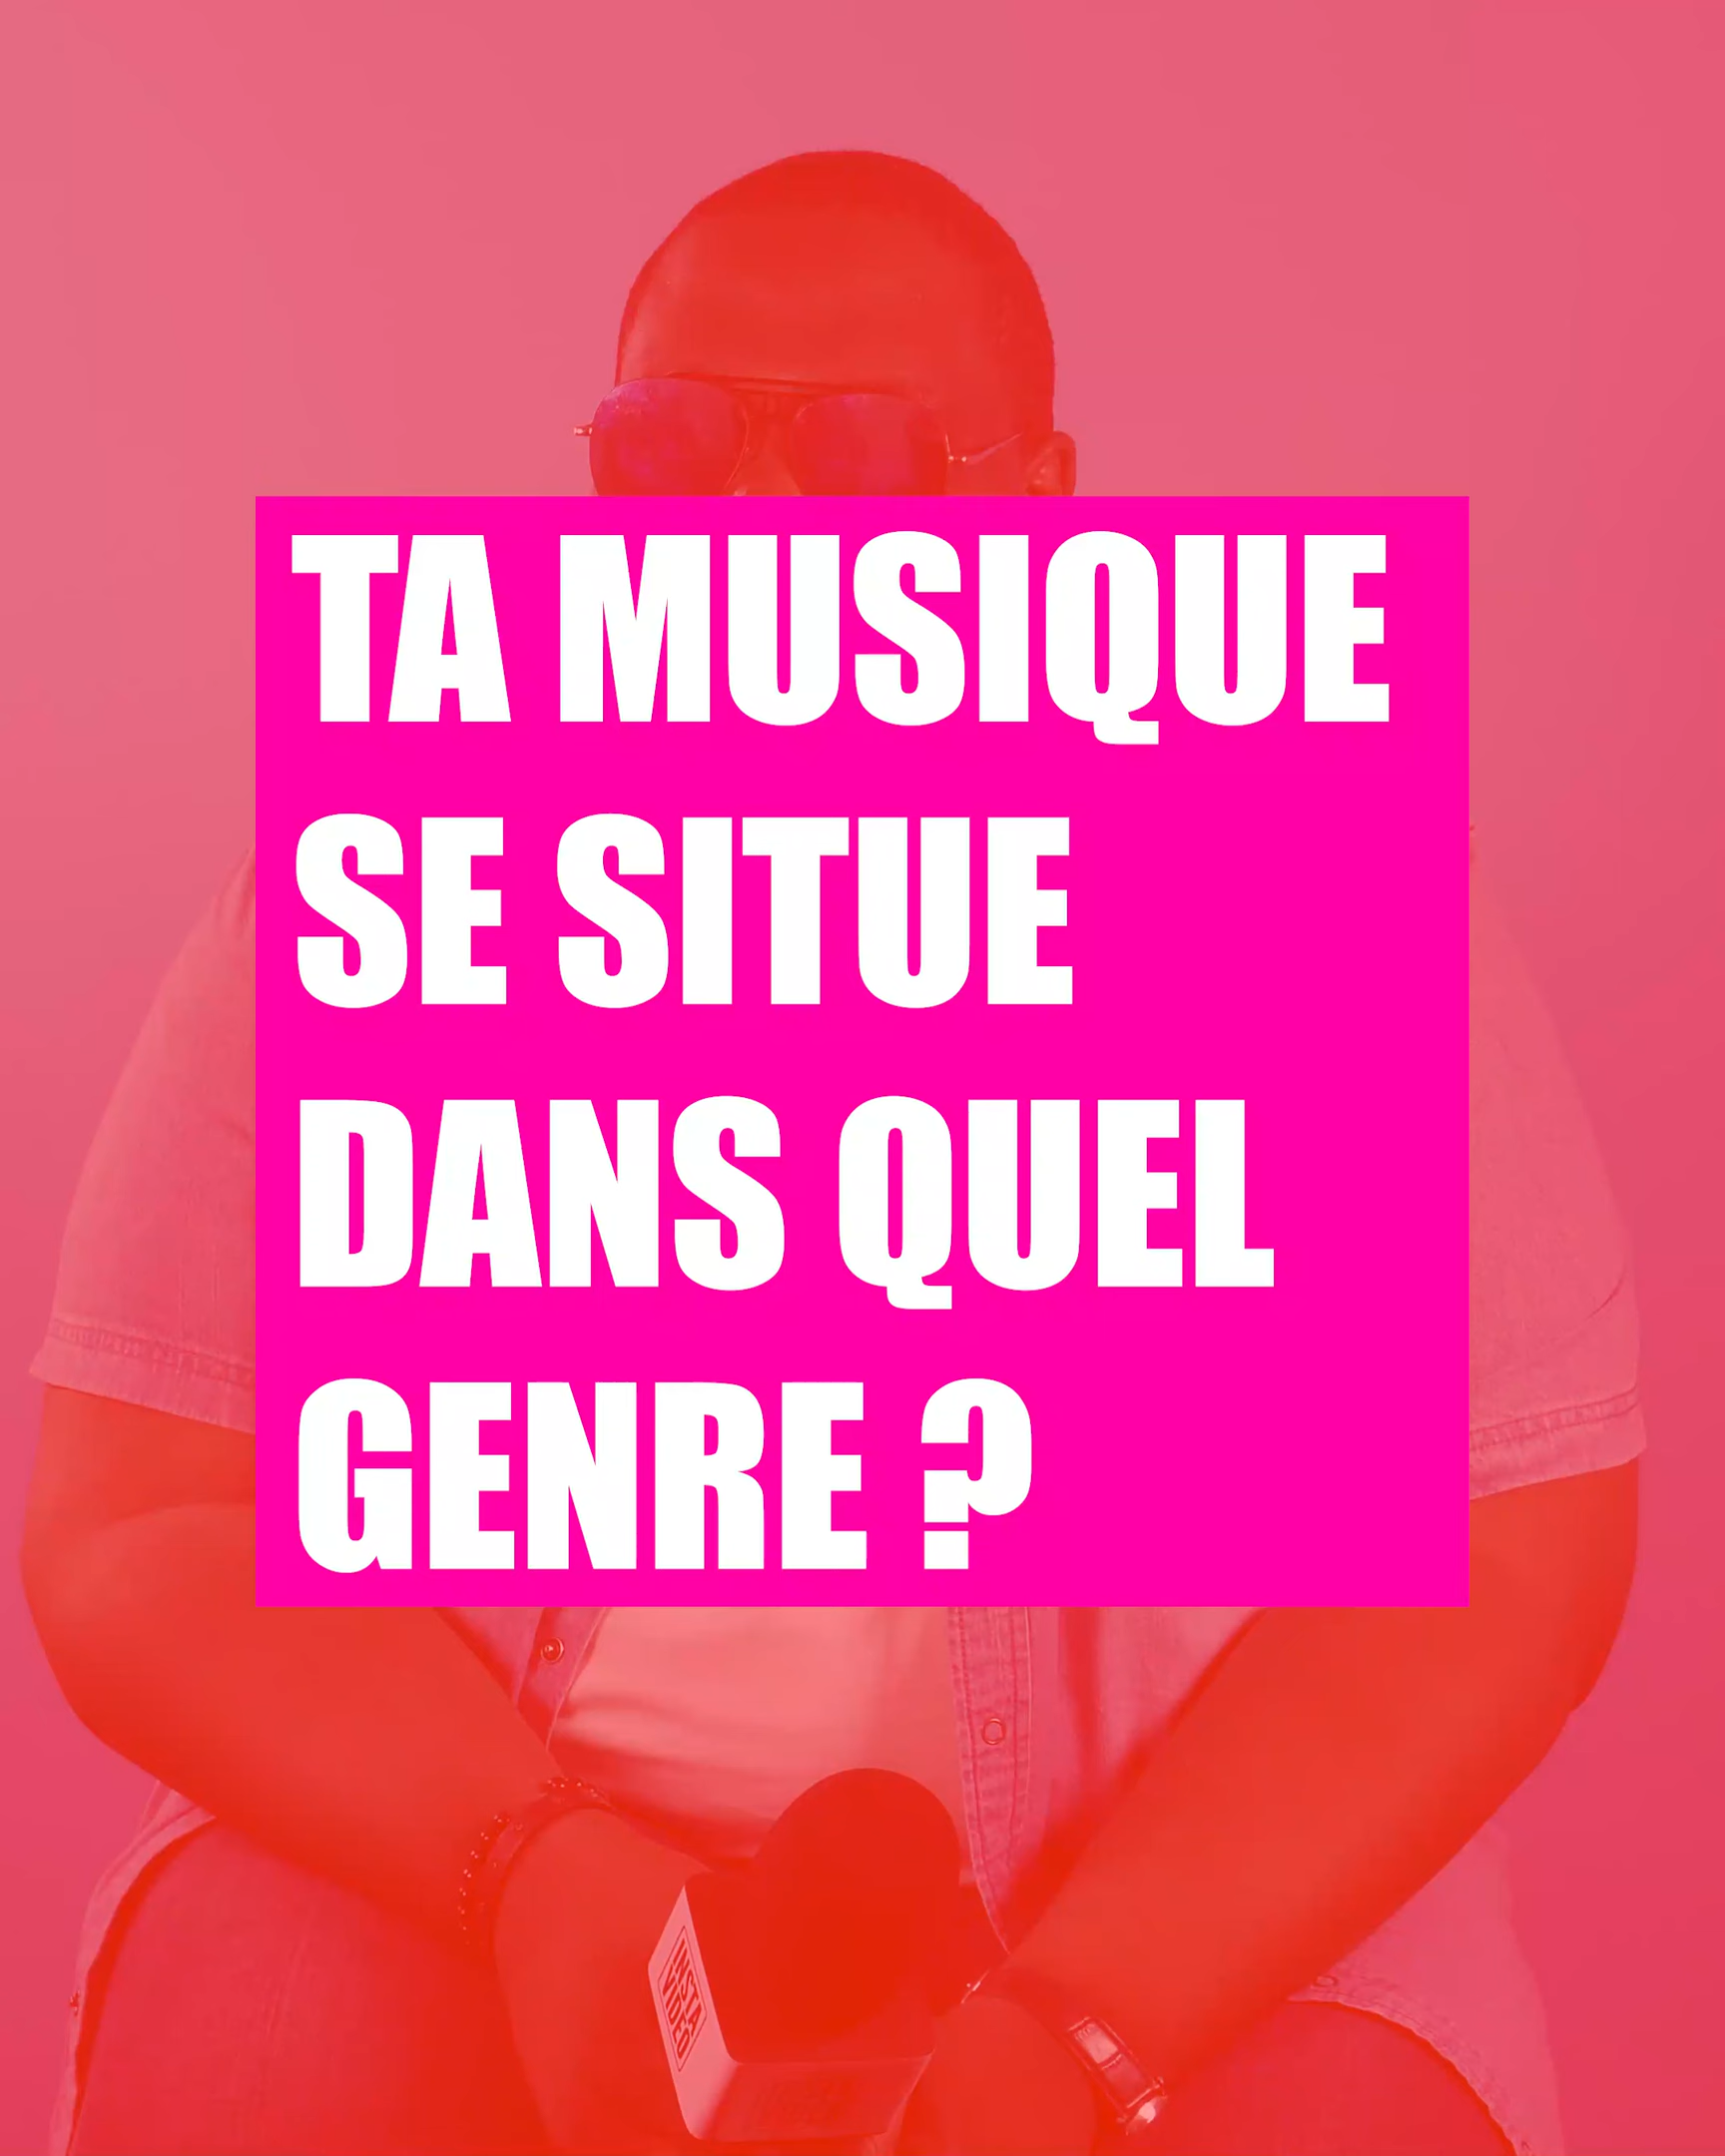 TA MUSIQUE
SE SITUE
DANS QUEL
GENRE ?
INSTA
VIDEO